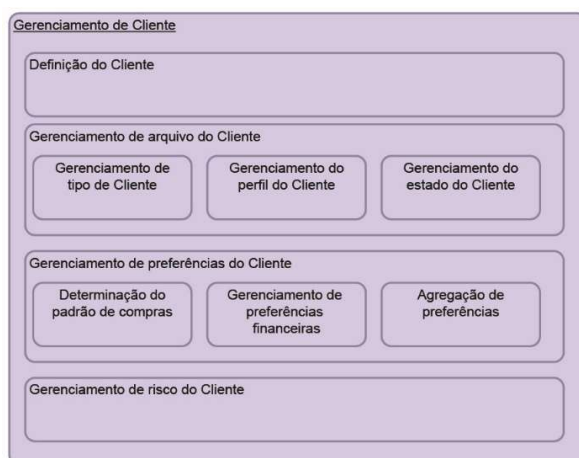 Gerenciamento de Cliente
Definição do Cliente
Gerenciamento de arquivo do Cliente
Gerenciamento de
tipo de Cliente
Gerenciamento do
perfil do Cliente
Gerenciamento do
estado do Cliente
Gerenciamento de preferências do Cliente
Determinação do
padrão de compras
Gerenciamento de
preferências
financeiras
Agregação de
preferências
Gerenciamento de risco do Cliente